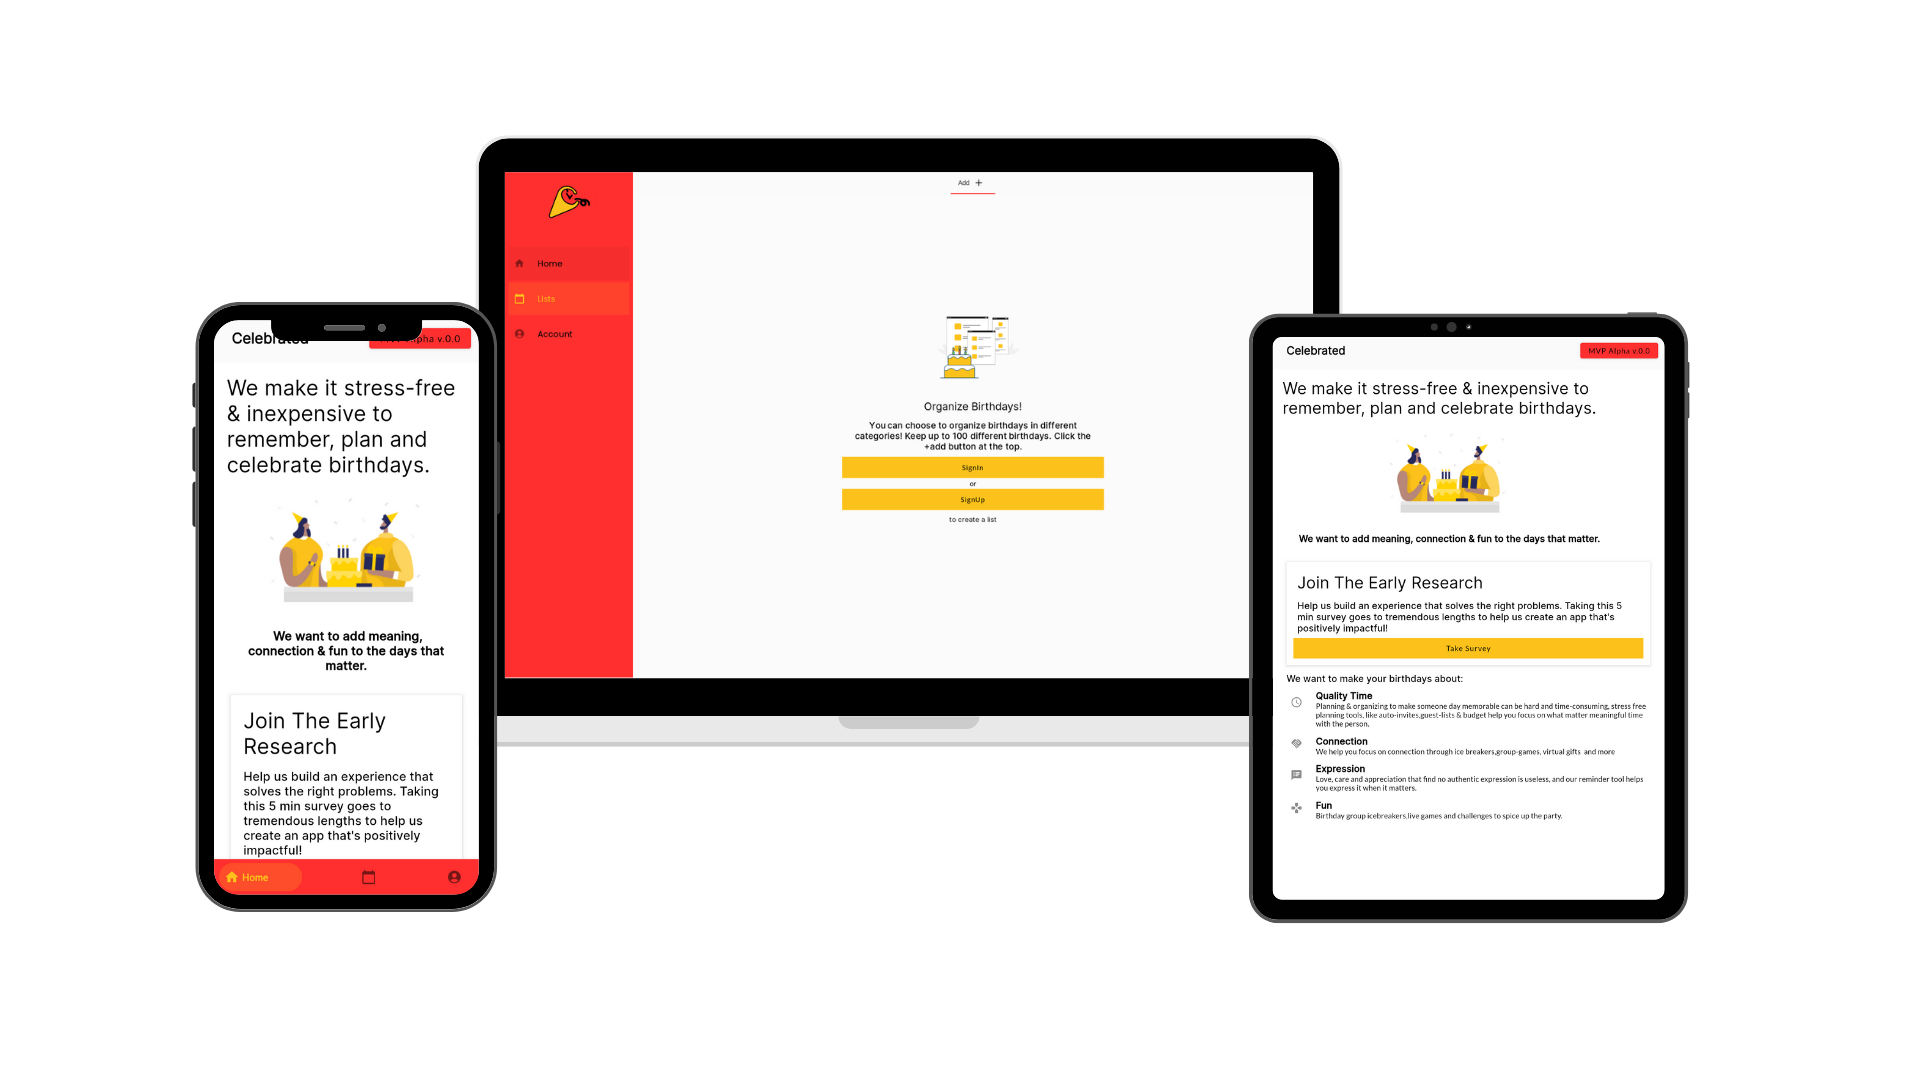 Celebrated
Alpha v.0.0
We make it stress-free
& inexpensive to
remember, plan and
celebrate birthdays.
We want to add meaning,
connection & fun to the days that
matter.
Join The Early
Research
Help us build an experience that
solves the right problems. Taking
this 5 min survey goes to
tremendous lengths to help us
create an app that's positively
impactful!
Home
Home
Lists
Account
Add +
Organize Birthdays!
You can choose to organize birthdays in different
categories! Keep up to 100 different birthdays. Click the
+add button at the top.
SignIn
or
SignUp
to create a list
Celebrated
MVP Alpha v.0.0
We make it stress-free & inexpensive to
remember, plan and celebrate birthdays.
We want to add meaning, connection & fun to the days that matter.
Join The Early Research
Help us build an experience that solves the right problems. Taking this 5
min survey goes to tremendous lengths to help us create an app that's
positively impactful!
Take Survey
We want to make your birthdays about:
Quality Time
Planning & organizing to make someone day memorable can be hard and time-consuming, stress free
planning tools, like auto-invites,guest-lists & budget help you focus on what matter meaningful time
with the person.
Connection
We help you focus on connection through ice breakers,group-games, virtual gifts and more
Expression
Love, care and appreciation that find no authentic expression is useless, and our reminder tool helps
you express it when it matters.
Fun
Birthday group icebreakers,live games and challenges to spice up the party.